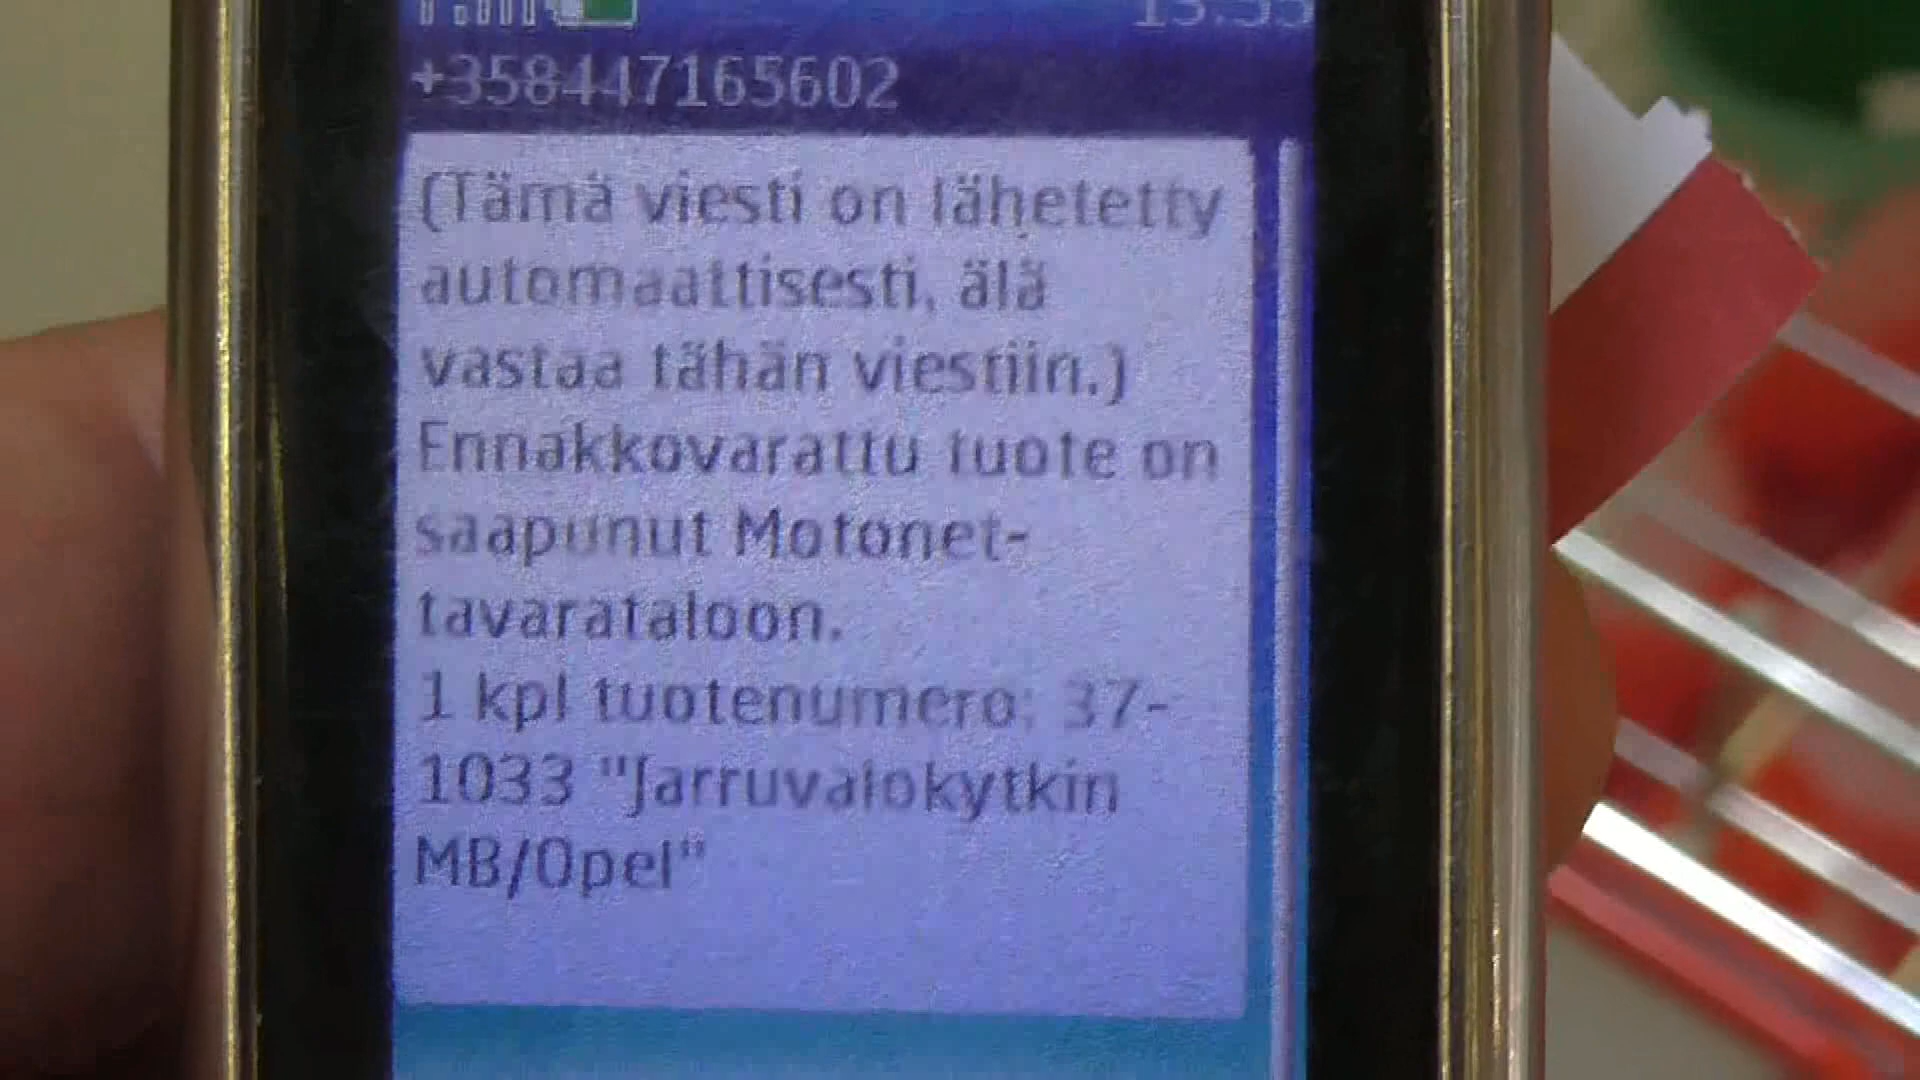 +358447165602
(Tämä viesti on lähetetty
automaattisesti, älä
vastaa tähän viestiin.)
Ennakkovarattu tuote on
saapunut Motonet-
tavarataloon.
1 kpl tuotenumero: 37-
1033 "Jarruvalokytkin
MB/Opel"